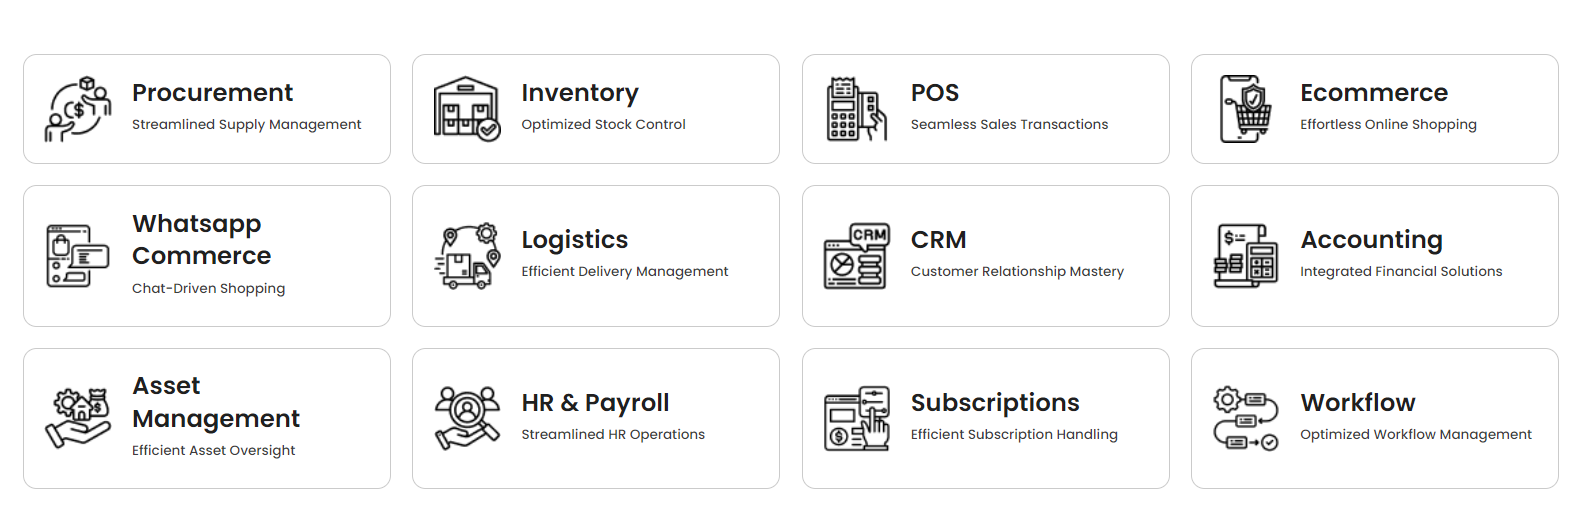 Procurement
Streamlined Supply Management
Inventory
Optimized Stock Control
POS
Seamless Sales Transactions
Ecommerce
Effortless Online Shopping
Whatsapp
Commerce
Chat-Driven Shopping
Logistics
Efficient Delivery Management
CRM
CRM
Customer Relationship Mastery
Accounting
Integrated Financial Solutions
Asset
Management
Efficient Asset Oversight
HR & Payroll
Streamlined HR Operations
Subscriptions
Efficient Subscription Handling
Workflow
Optimized Workflow Management